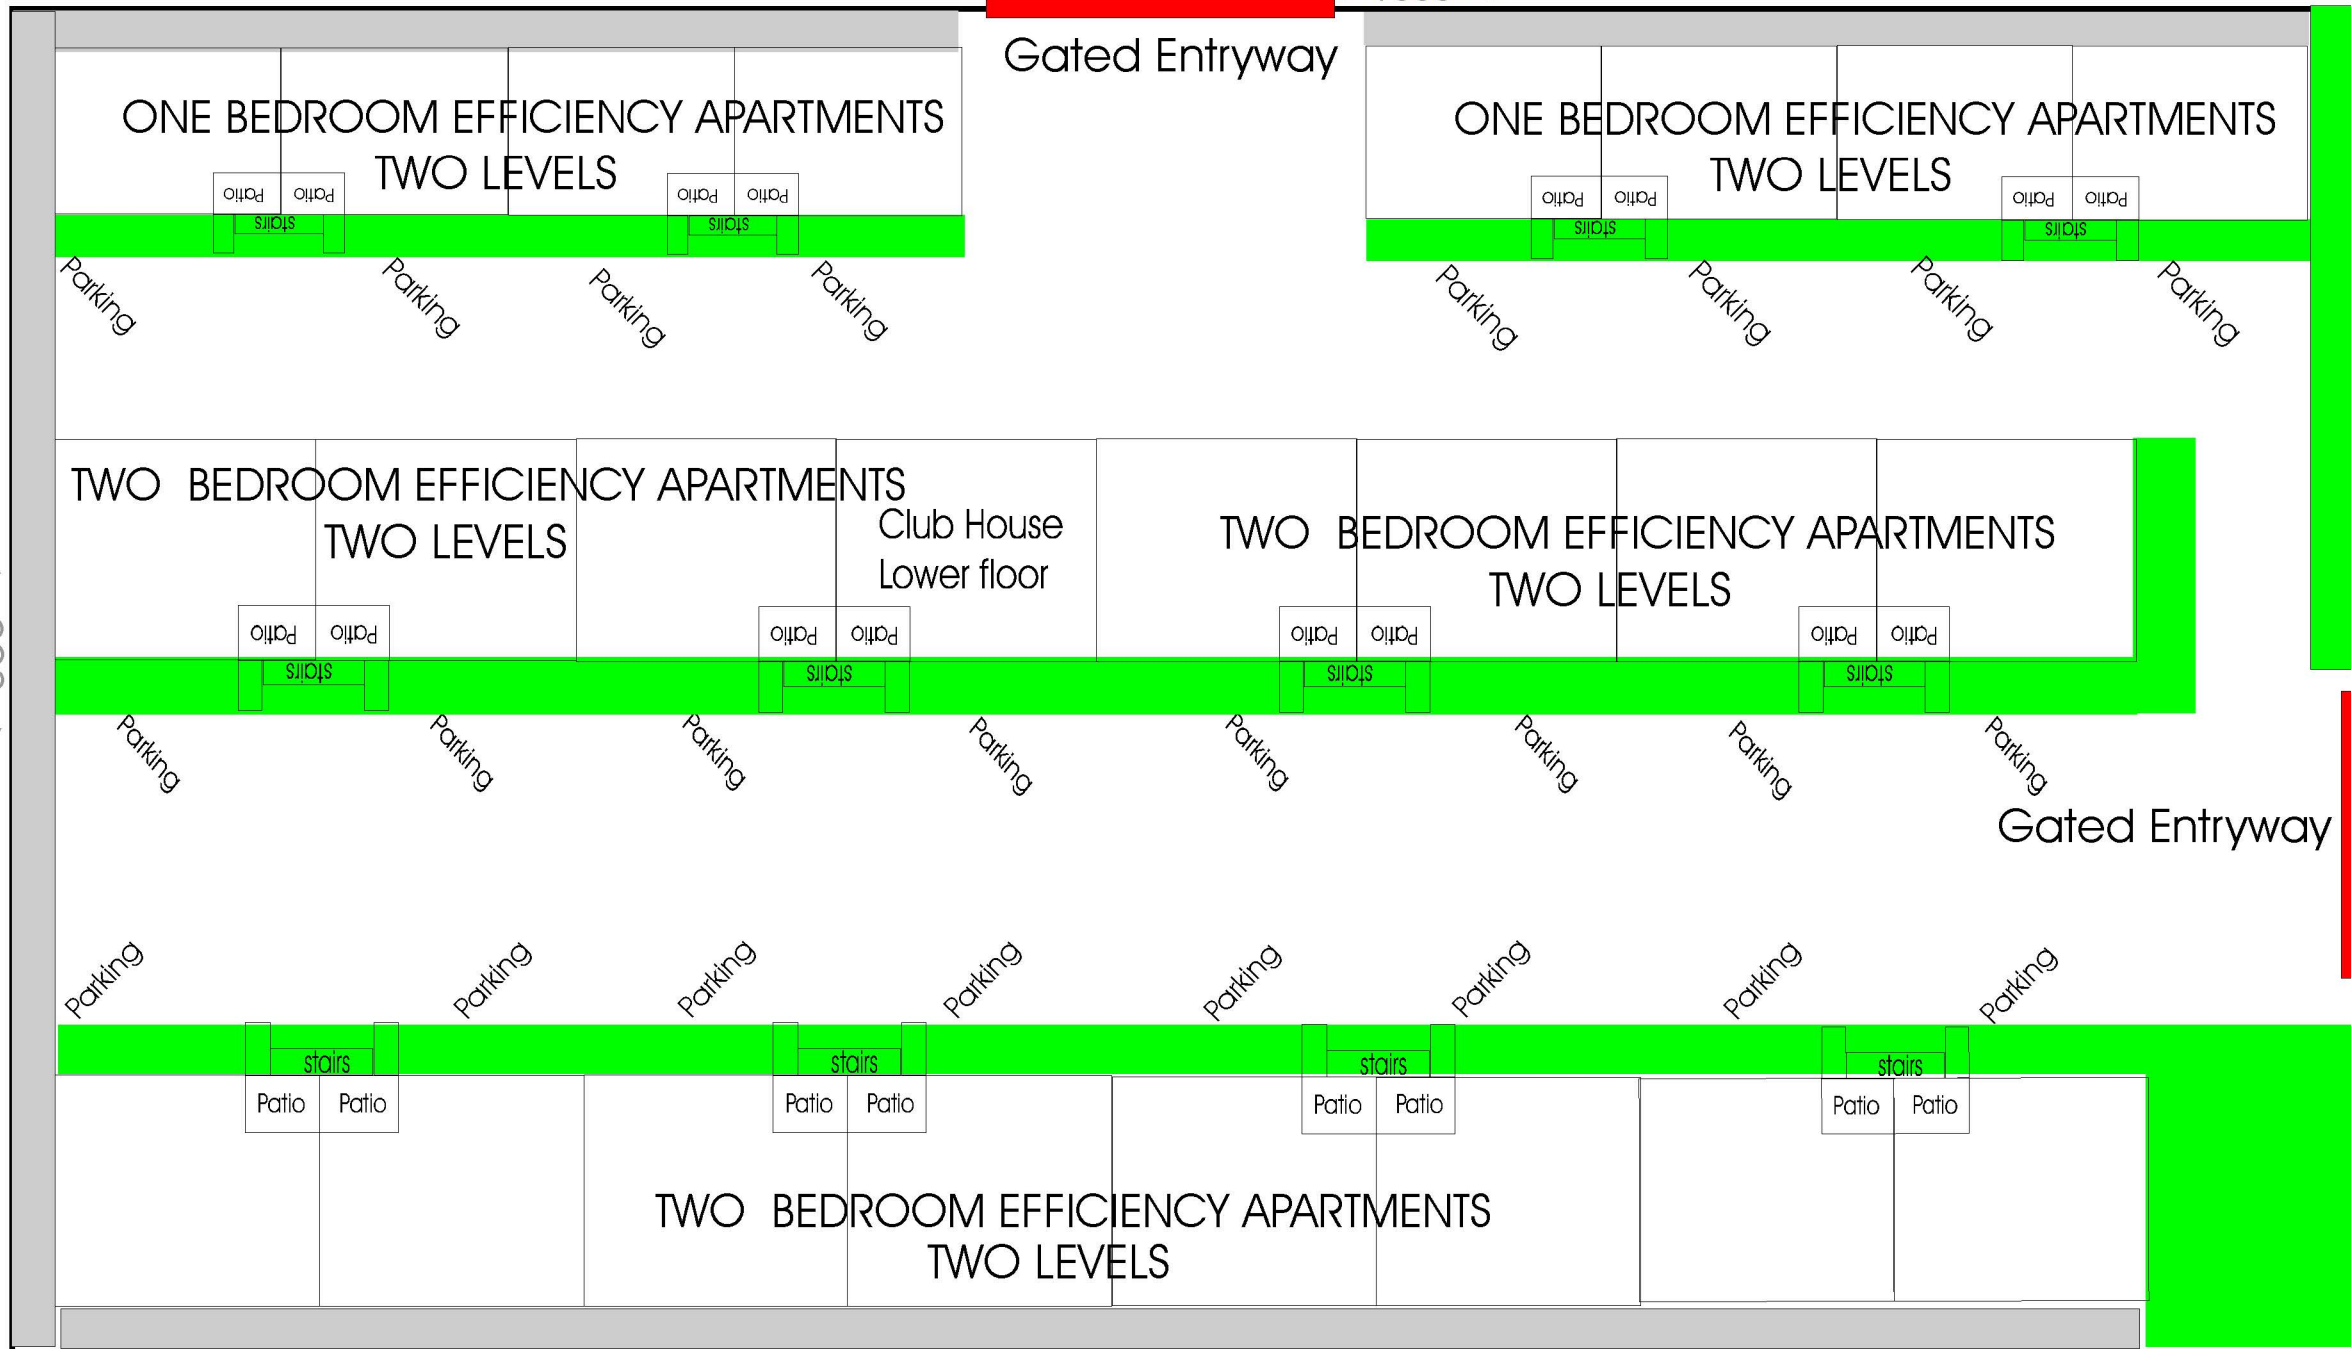 Gated Entryway
ONE BEDROOM EFFICIENCY APARTMENTS
TWO LEVELS
Patio Patio Patio Patio
stairs stairs
ONE BEDROOM EFFICIENCY APARTMENTS
TWO LEVELS
Patio Patio Patio Patio
stairs stairs
Parking Parking Parking Parking Parking Parking Parking Parking
TWO BEDROOM EFFICIENCY APARTMENTS
TWO LEVELS
Club House
Lower floor
TWO BEDROOM EFFICIENCY APARTMENTS
TWO LEVELS
Patio Patio Patio Patio Patio Patio Patio Patio
stairs stairs stairs stairs
Parking Parking Parking Parking Parking Parking Parking Parking
Gated Entryway
Parking Parking Parking Parking Parking Parking Parking Parking
stairs stairs stairs stairs
Patio Patio Patio Patio Patio Patio Patio Patio
TWO BEDROOM EFFICIENCY APARTMENTS
TWO LEVELS